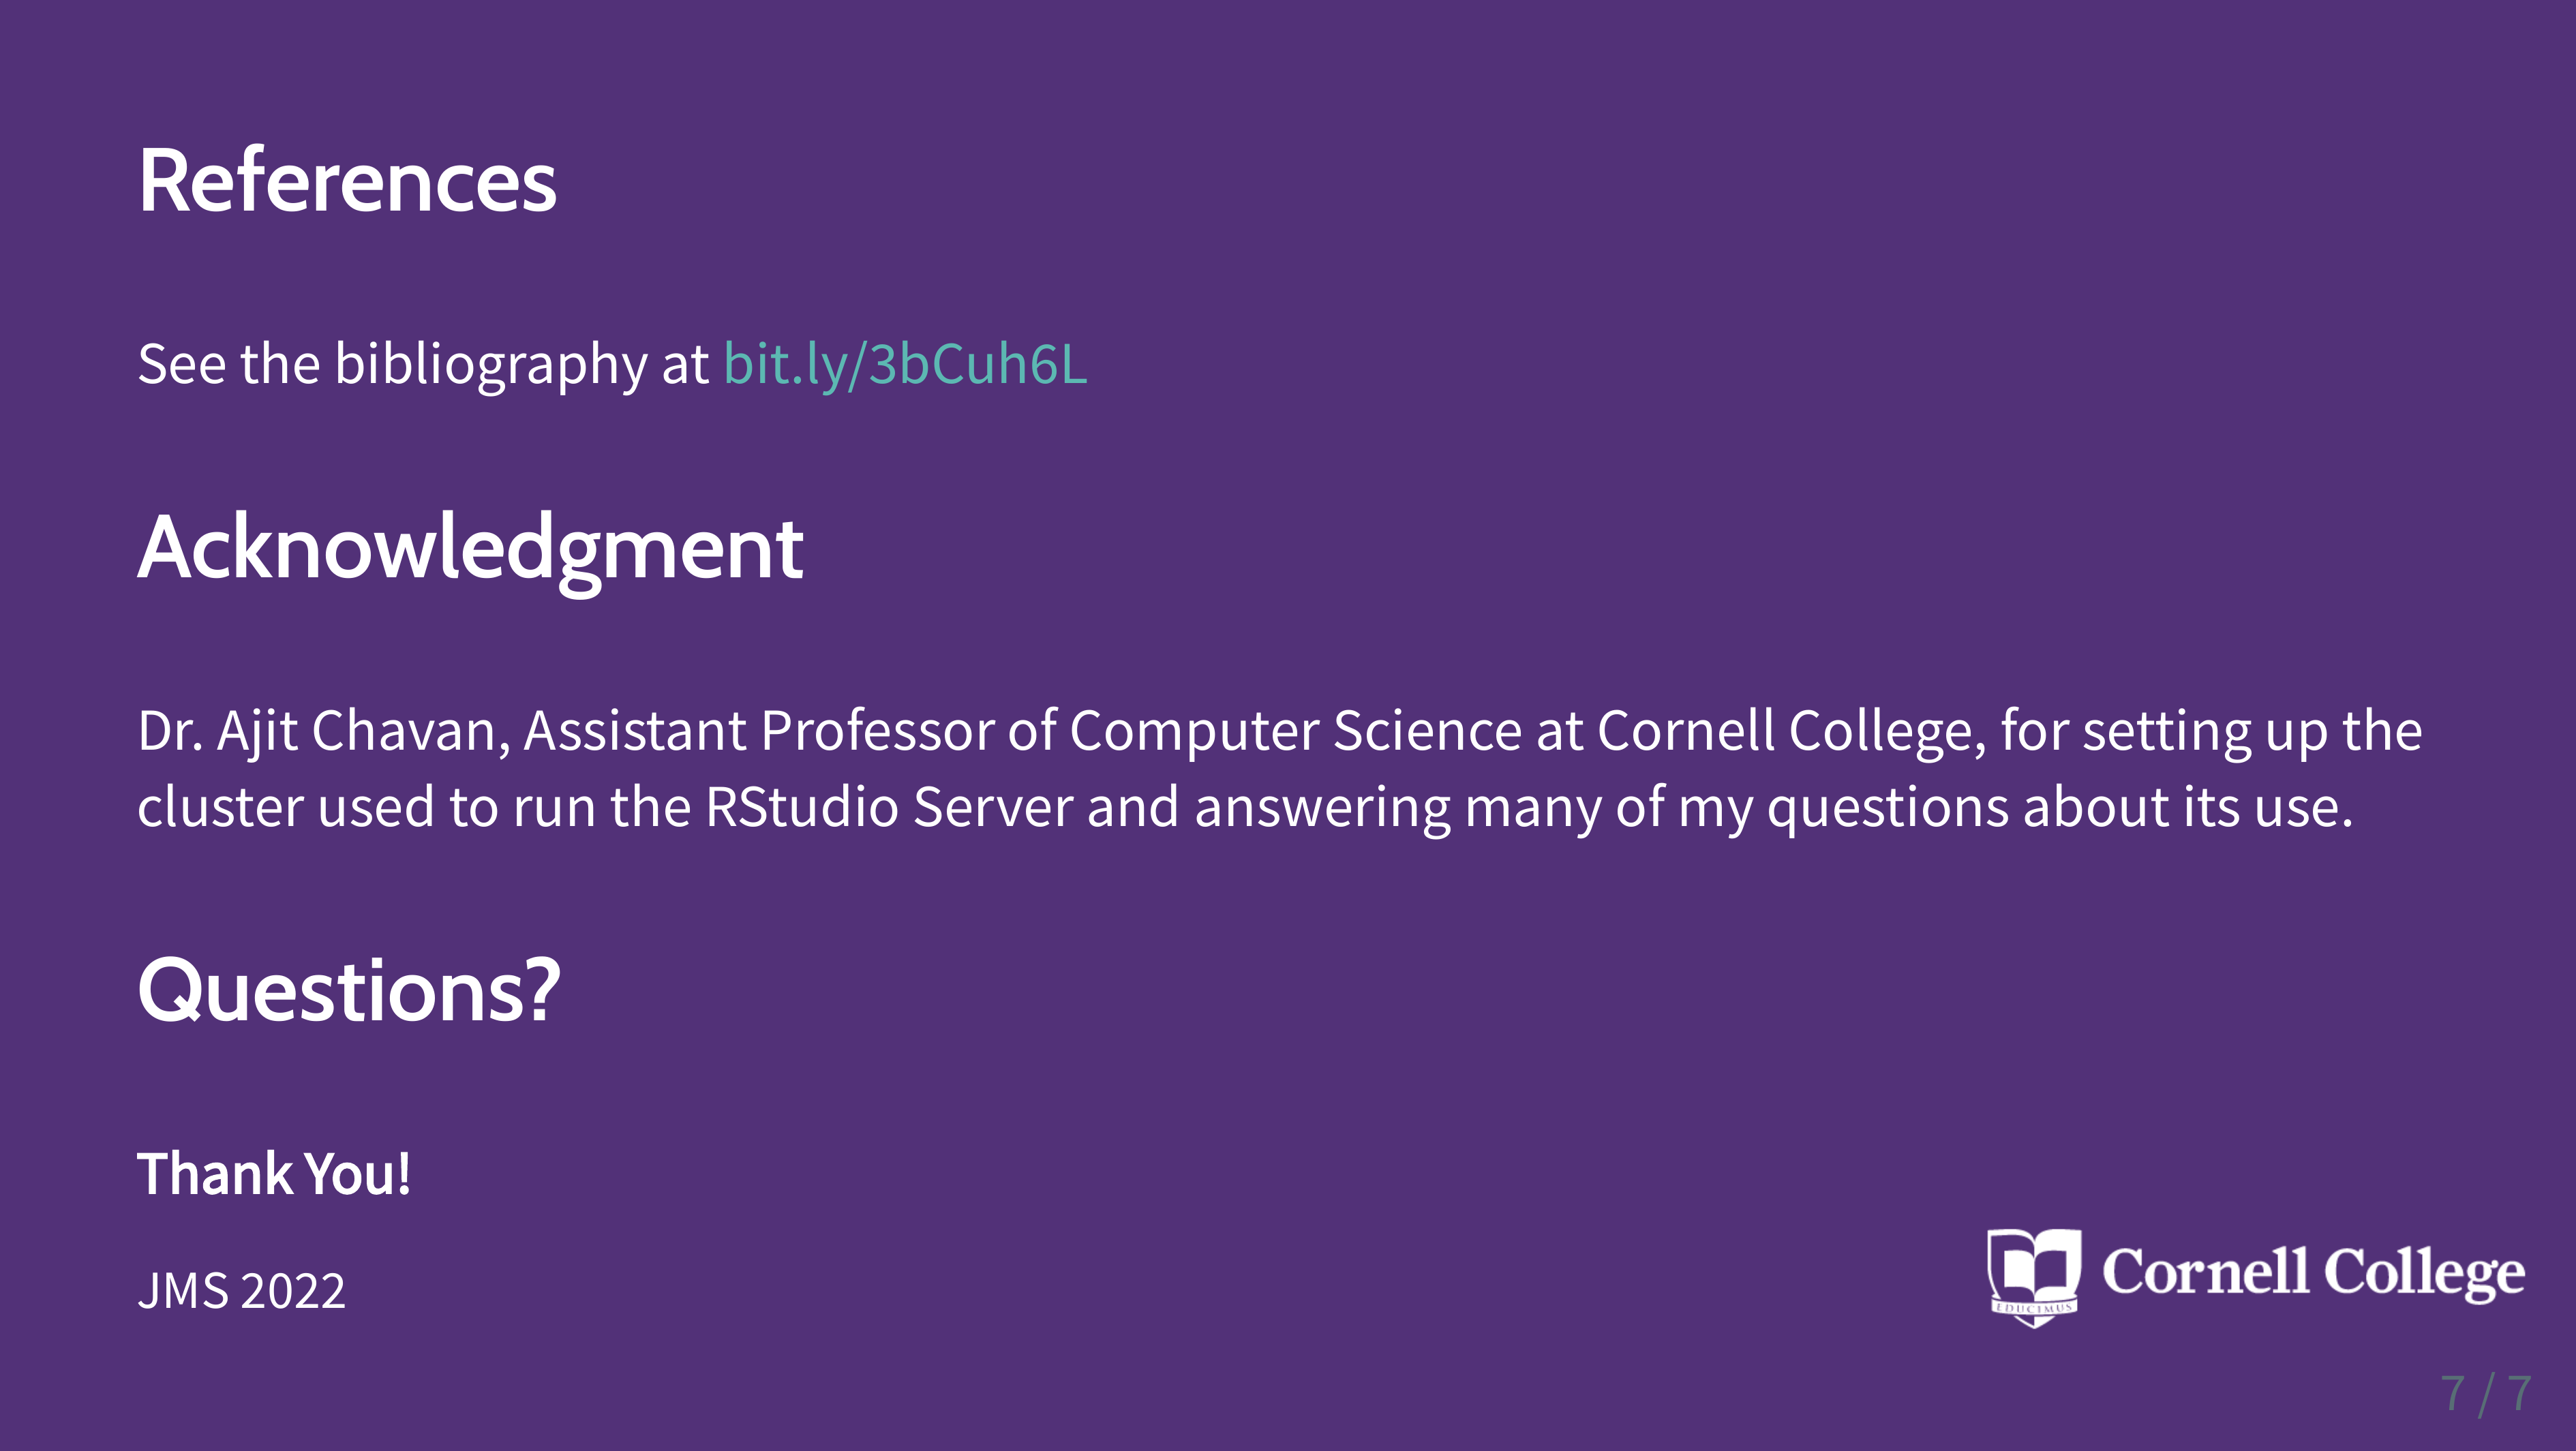 References
See the bibliography at bit.ly/3bCuh6L
Acknowledgment
Dr. Ajit Chavan, Assistant Professor of Computer Science at Cornell College, for setting up the
cluster used to run the RStudio Server and answering many of my questions about its use.
Questions?
Thank You!
JMS 2022
EDUCIMUS
Cornell College
7 / 7